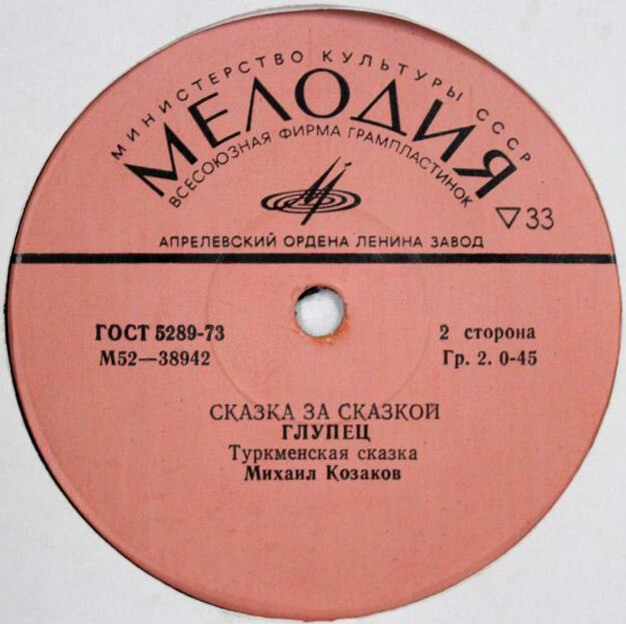 МИНИСТЕРСТВО КУЛЬТУРЫ СССР
МЕЛОДИЯ
ВСЕСОЮЗНАЯ ФИРМА ГРАМПЛАСТИНОК
▽ 33
АПРЕЛЕВСКИЙ ОРДЕНА ЛЕНИНА ЗАВОД
ГОСТ 5289-73
2 сторона
М52—38942
Гр. 2. 0-45
СКАЗКА ЗА СКАЗКОЙ
ГЛУПЕЦ
Туркменская сказка
Михаил Козаков